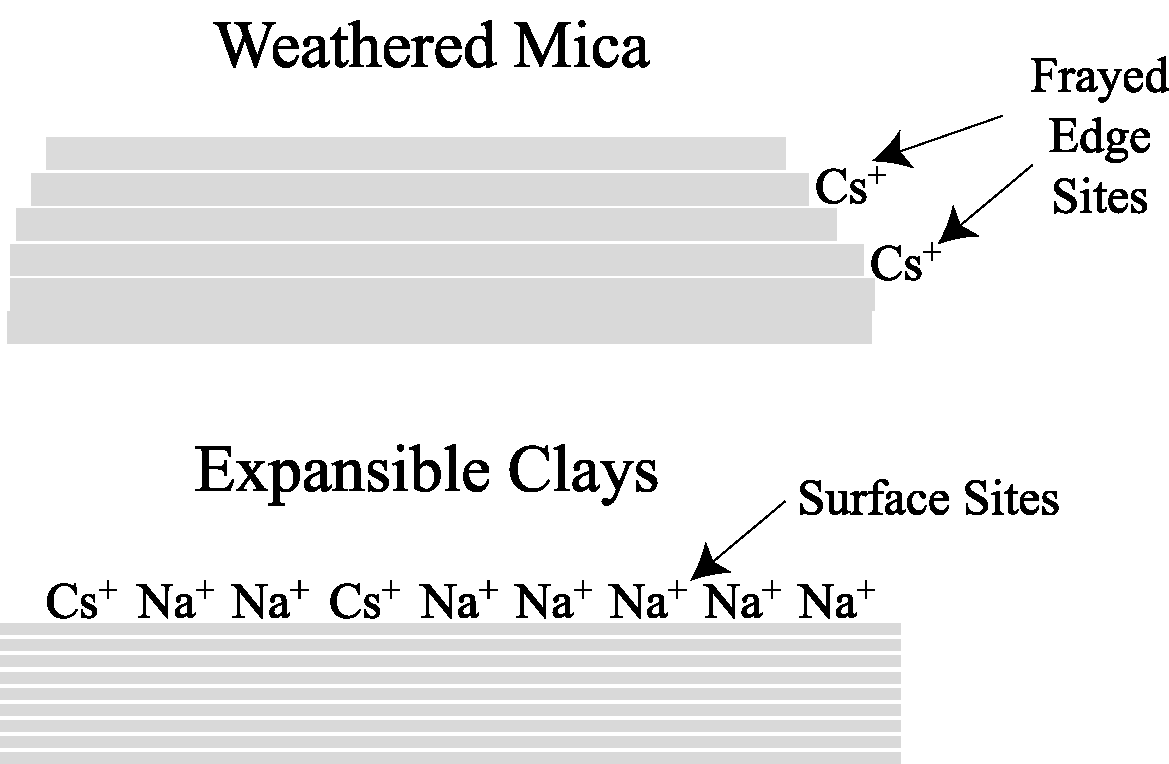 Weathered Mica
Frayed
Edge
Sites
Cs⁺
Cs⁺
Expansible Clays
Surface Sites
Cs⁺ Na⁺ Na⁺ Cs⁺ Na⁺ Na⁺ Na⁺ Na⁺ Na⁺